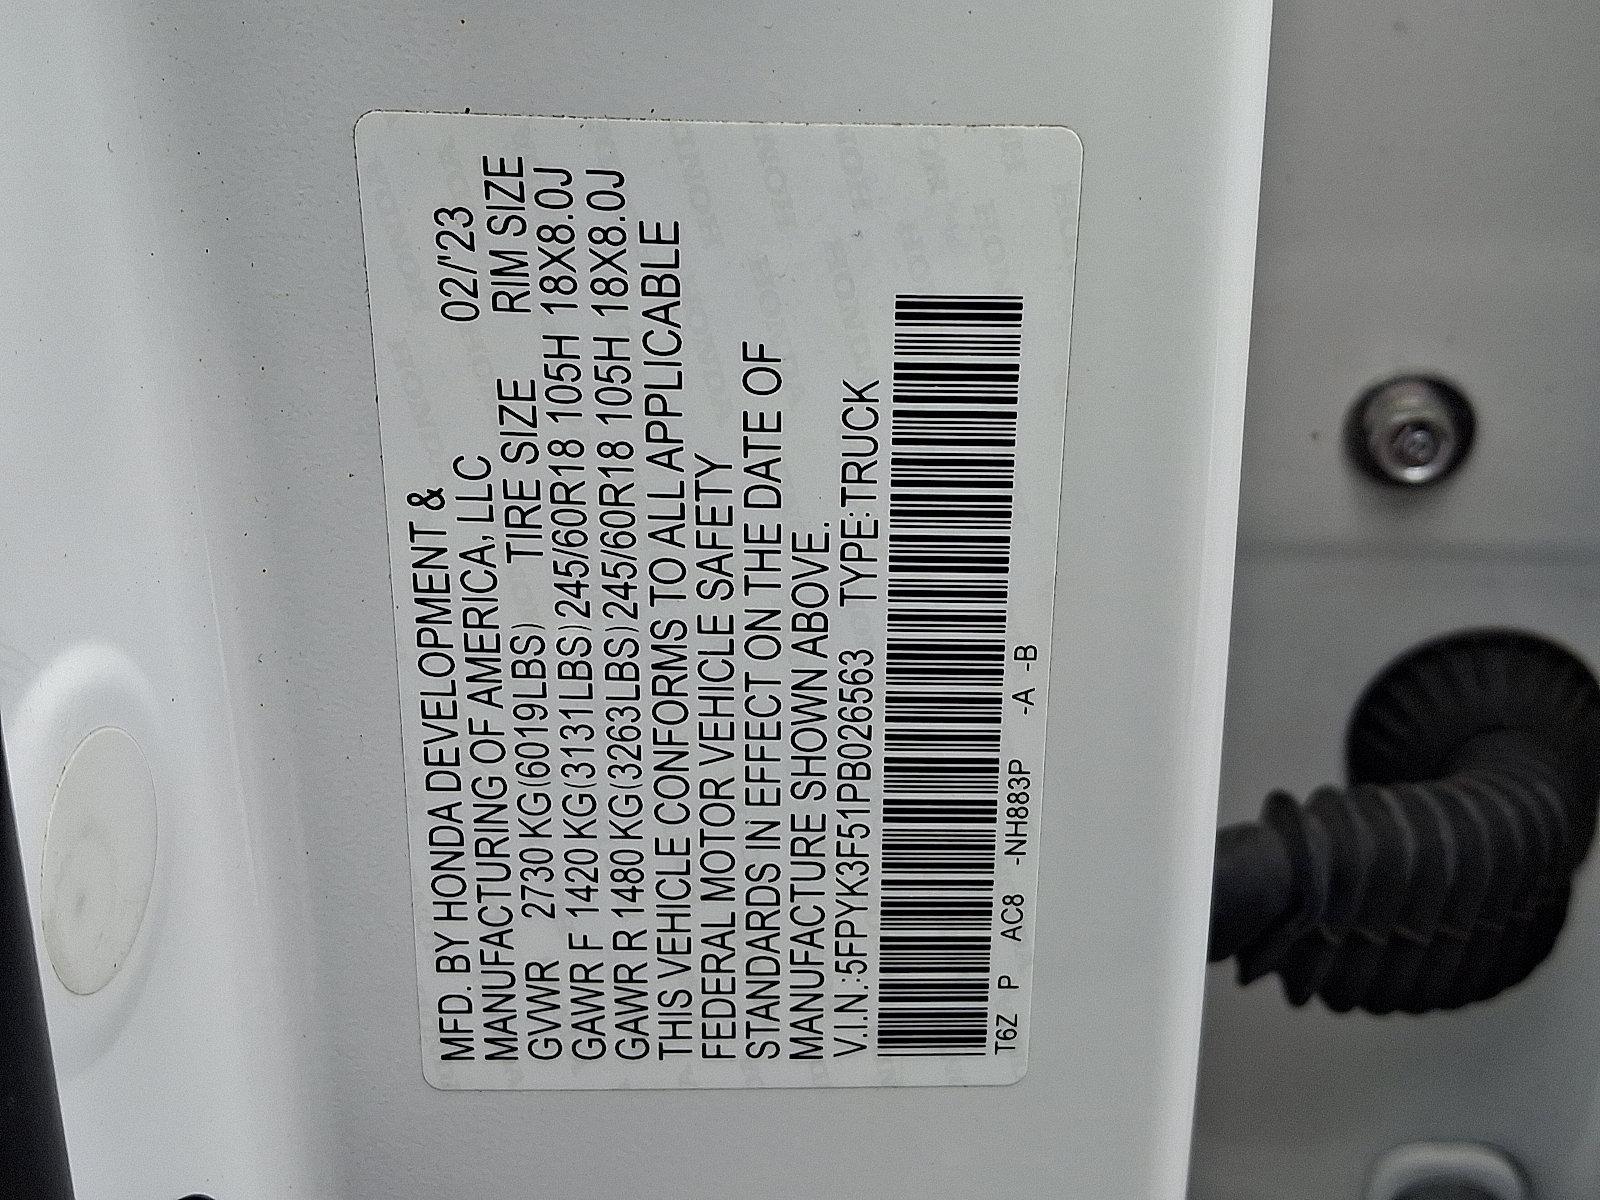 MFD. BY HONDA DEVELOPMENT &
MANUFACTURING OF AMERICA, LLC 02/'23
GVWR 2730 KG(6019LBS) TIRE SIZE RIM SIZE
GAWR F 1420 KG(3131LBS) 245/60R18 105H 18X8.0J
GAWR R 1480 KG(3263LBS) 245/60R18 105H 18X8.0J
THIS VEHICLE CONFORMS TO ALL APPLICABLE
FEDERAL MOTOR VEHICLE SAFETY
STANDARDS IN EFFECT ON THE DATE OF
MANUFACTURE SHOWN ABOVE.
V.I.N.:5FPYK3F51PB026563 TYPE:TRUCK
T6Z P AC8 -NH883P -A -B